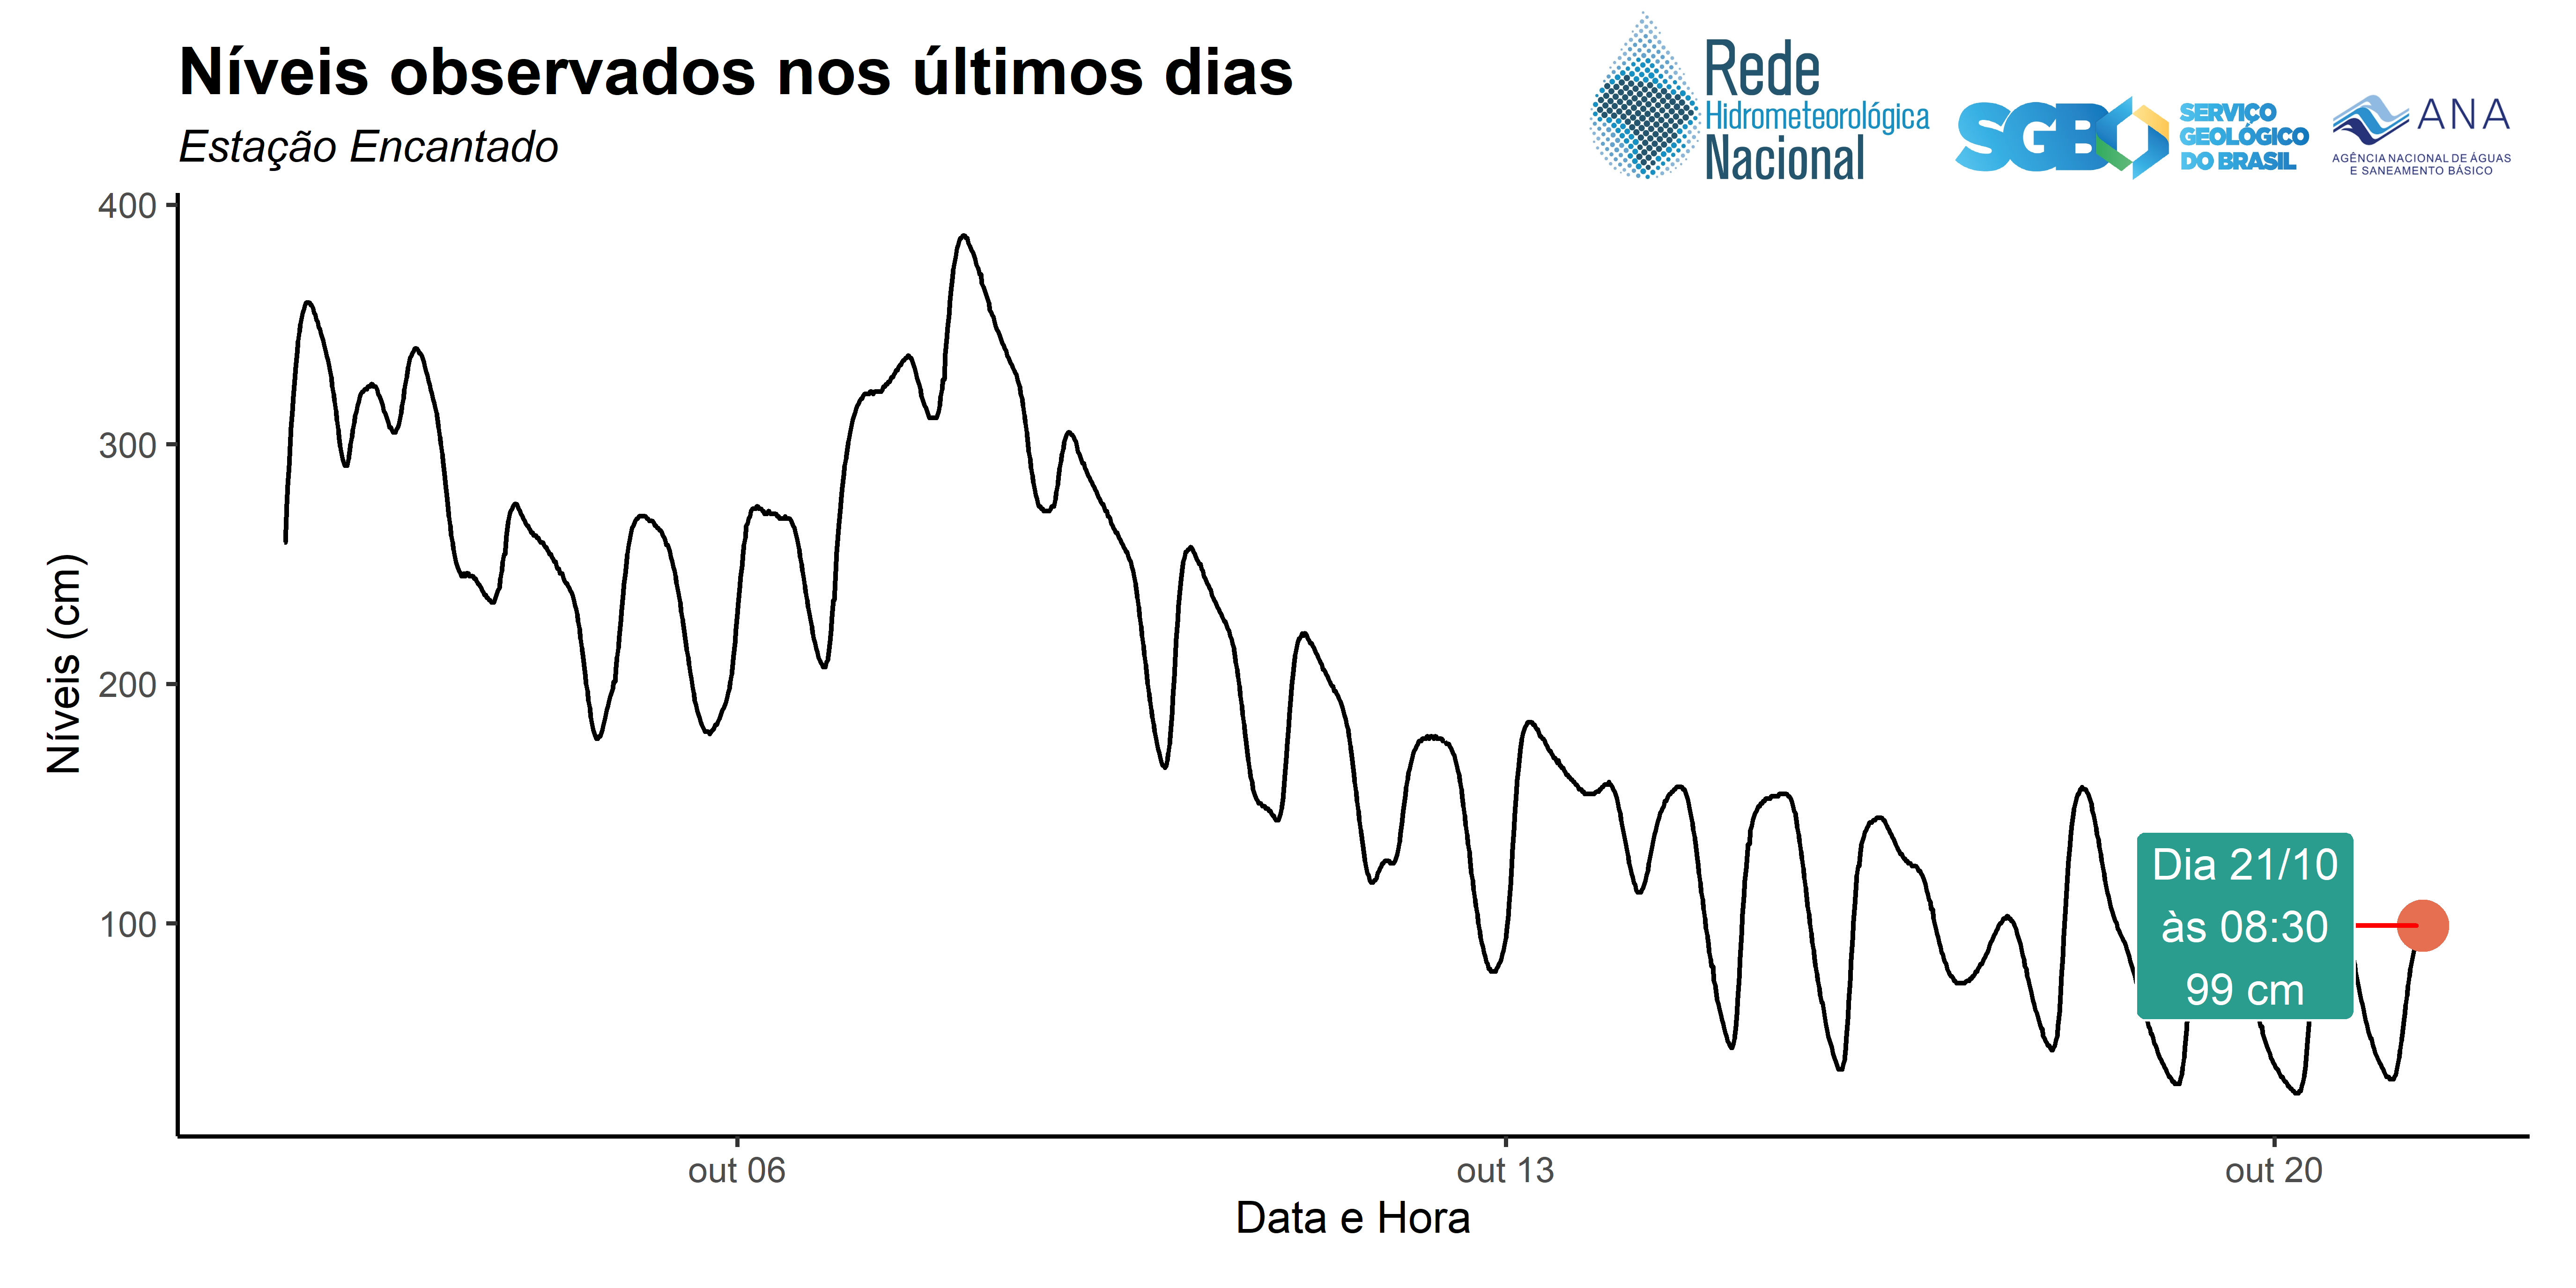 Níveis observados nos últimos dias
Estação Encantado
Rede
Hidrometeorológica
Nacional
SGB
SERVIÇO
GEOLÓGICO
DO BRASIL
ANA
AGÊNCIA NACIONAL DE ÁGUAS
E SANEAMENTO BÁSICO
Níveis (cm)
400
300
200
100
Dia 21/10
às 08:30
99 cm
out 06
out 13
out 20
Data e Hora